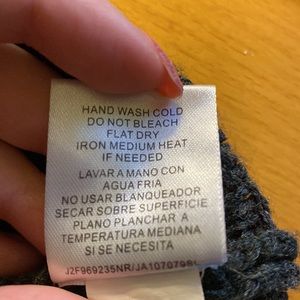 HAND WASH COLD
DO NOT BLEACH
FLAT DRY
IRON MEDIUM HEAT
IF NEEDED
LAVAR A MANO CON
AGUA FRIA
NO USAR BLANQUEADOR
SECAR SOBRE SUPERFICIE
PLANO PLANCHAR A
TEMPERATURA MEDIANA
SI SE NECESITA